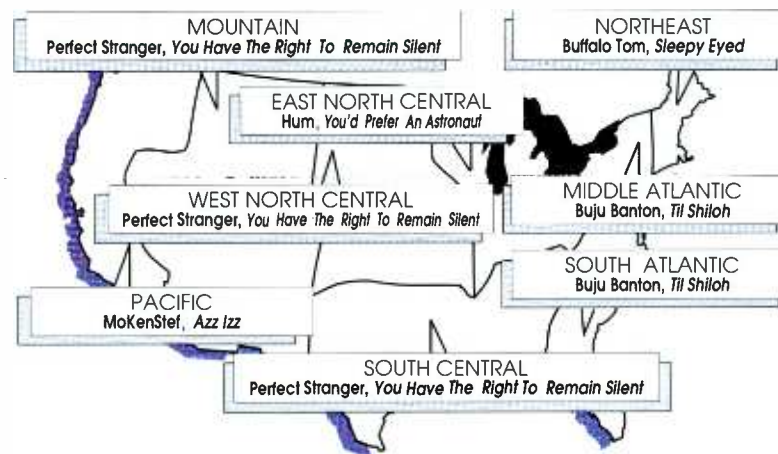 MOUNTAIN
Perfect Stranger, You Have The Right To Remain Silent
NORTHEAST
Buffalo Tom, Sleepy Eyed
EAST NORTH CENTRAL
Hum, You'd Prefer An Astronaut
WEST NORTH CENTRAL
Perfect Stranger, You Have The Right To Remain Silent
MIDDLE ATLANTIC
Buju Banton, Til Shiloh
SOUTH ATLANTIC
Buju Banton, Til Shiloh
PACIFIC
MoKenStef, Azz Izz
SOUTH CENTRAL
Perfect Stranger, You Have The Right To Remain Silent